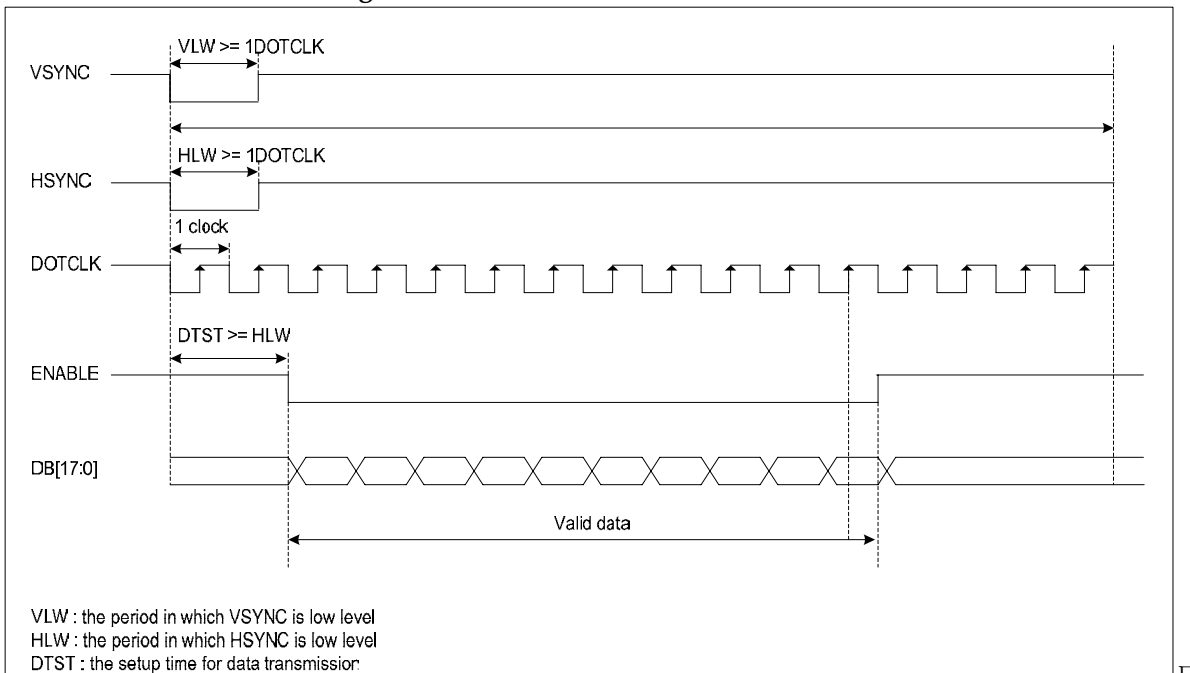 VLW >= 1DOTCLK
VSYNC
HLW >= 1DOTCLK
HSYNC
1 clock
DOTCLK
DTST >= HLW
ENABLE
DB[17:0]
Valid data
VLW : the period in which VSYNC is low level
HLW : the period in which HSYNC is low level
DTST : the setup time for data transmission